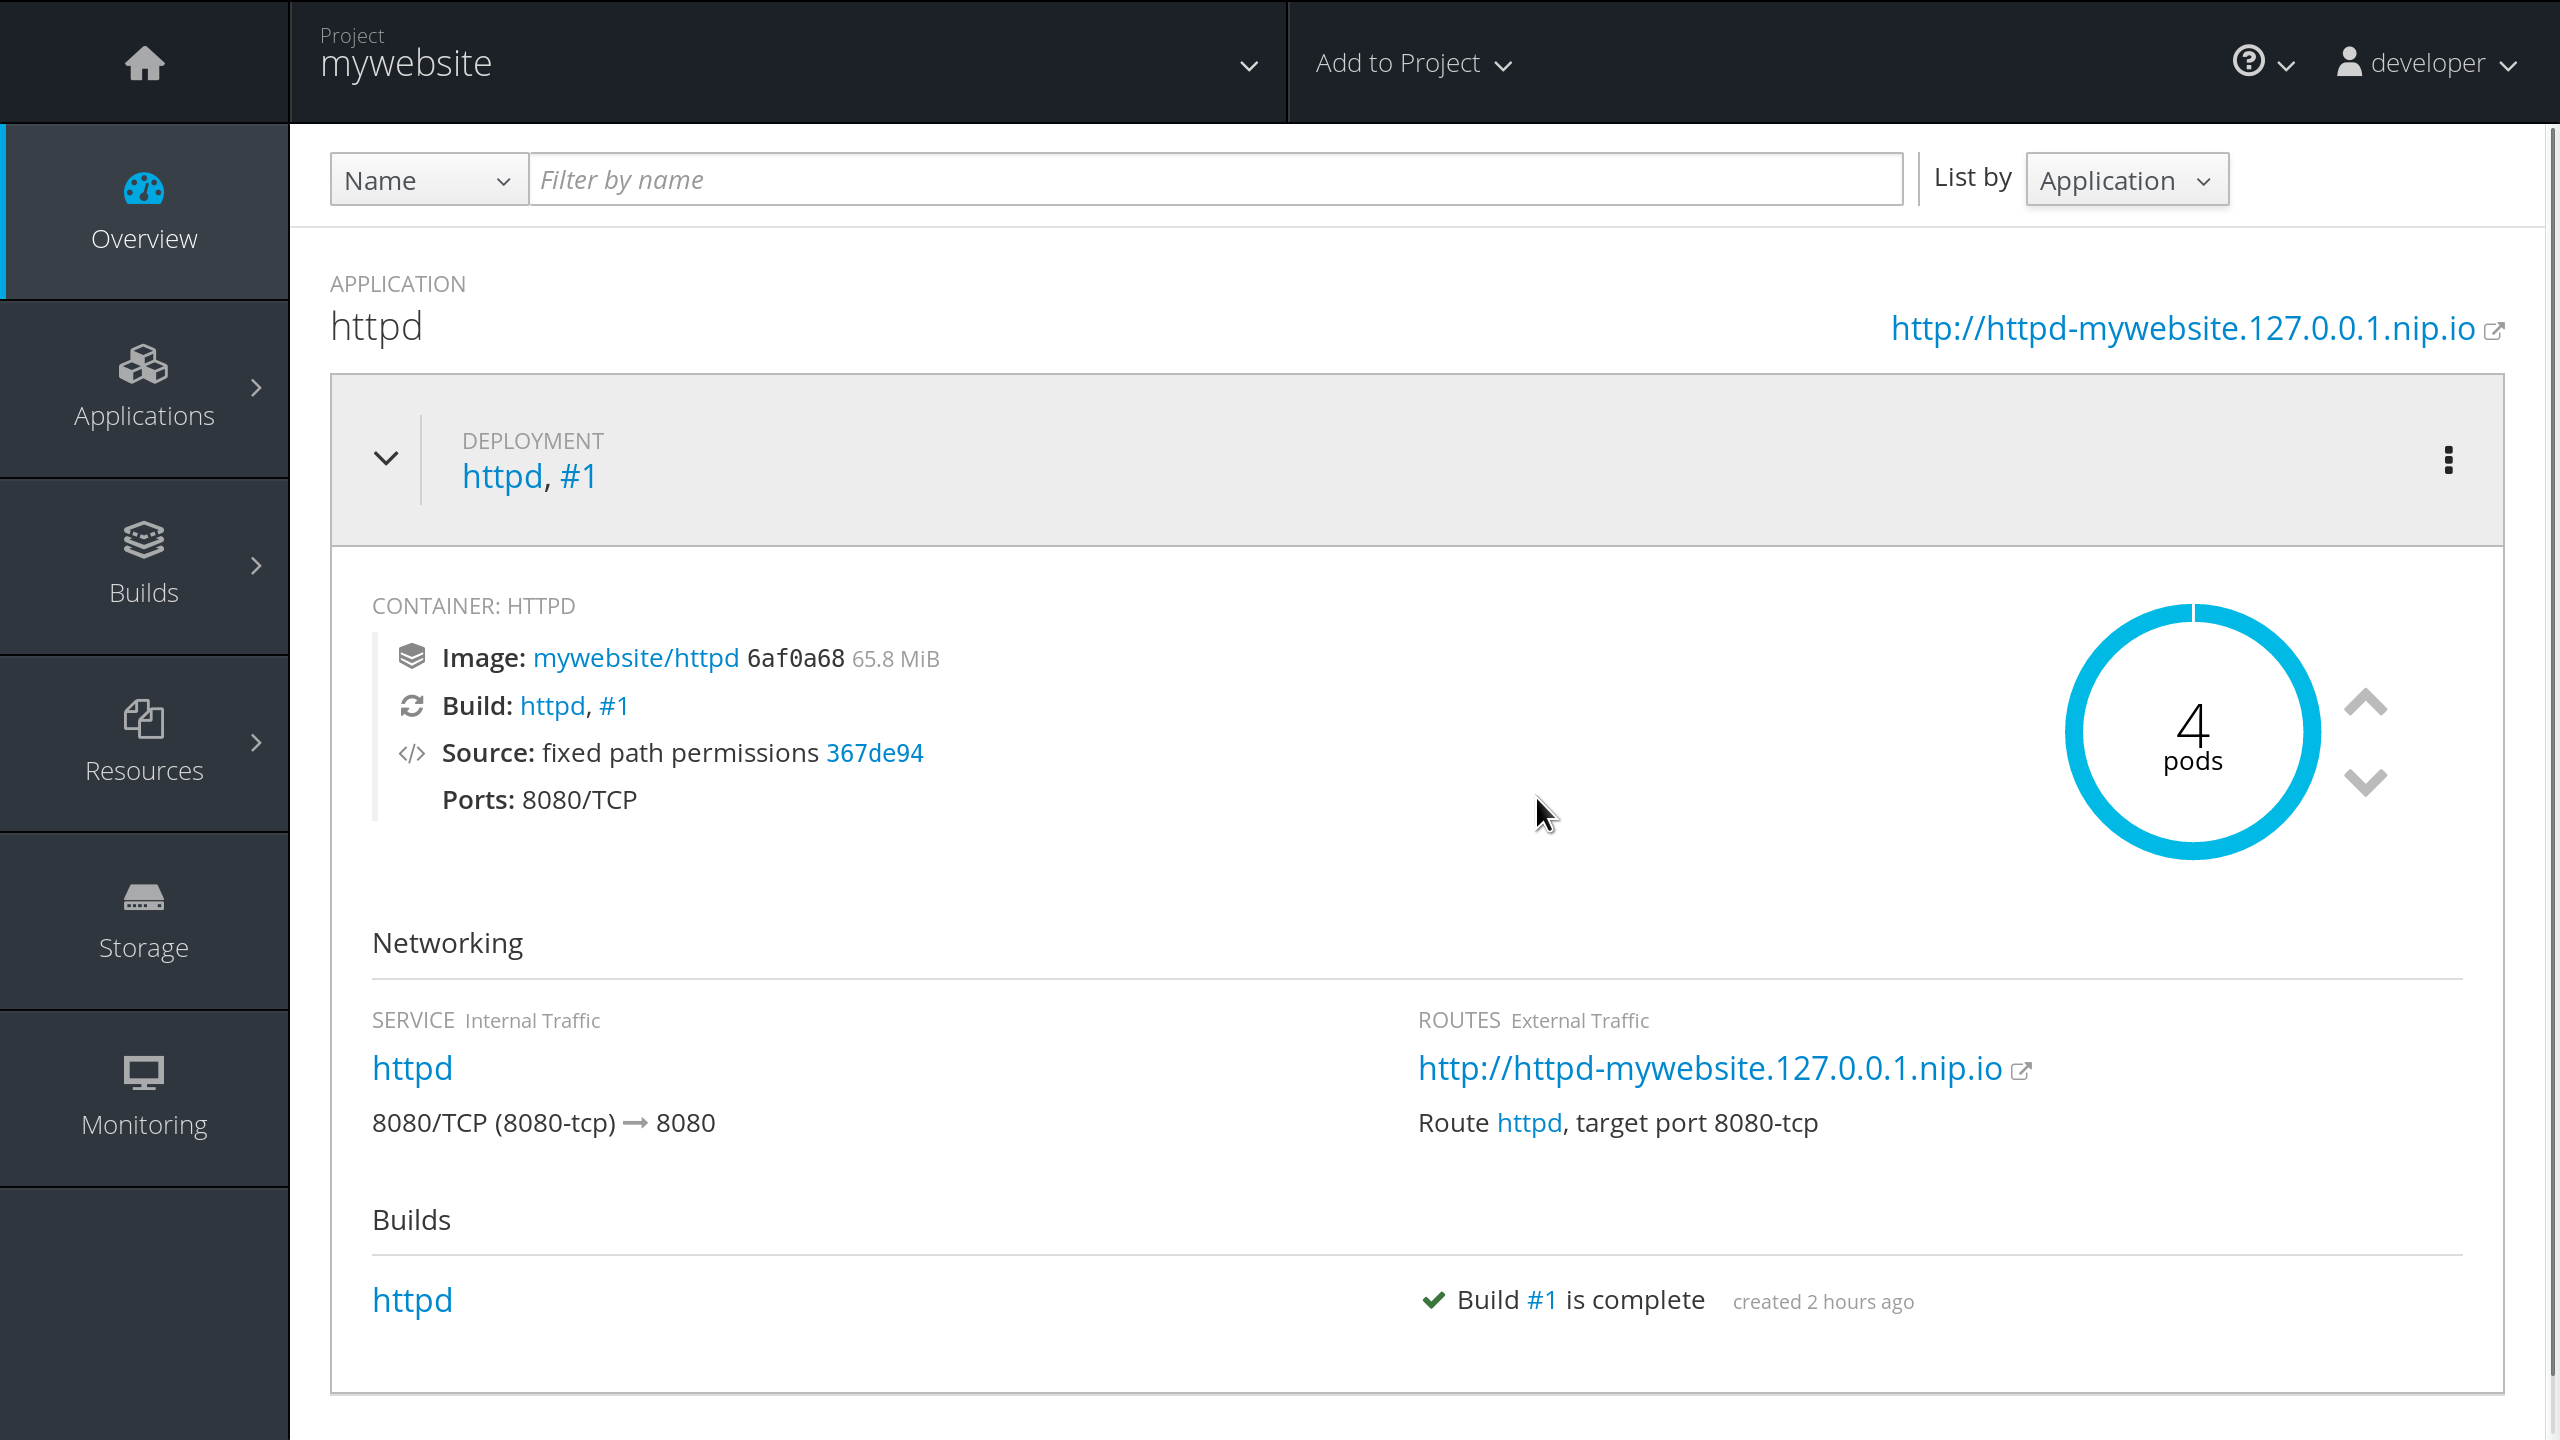 Project
mywebsite
Add to Project
developer
Overview
Applications
Builds
Resources
Storage
Monitoring
Name
Filter by name
List by
Application
APPLICATION
httpd
http://httpd-mywebsite.127.0.0.1.nip.io
DEPLOYMENT
httpd, #1
CONTAINER: HTTPD
Image: mywebsite/httpd 6af0a68 65.8 MiB
Build: httpd, #1
Source: fixed path permissions 367de94
Ports: 8080/TCP
4
pods
Networking
SERVICE Internal Traffic
httpd
8080/TCP (8080-tcp) → 8080
ROUTES External Traffic
http://httpd-mywebsite.127.0.0.1.nip.io
Route httpd, target port 8080-tcp
Builds
httpd
Build #1 is complete created 2 hours ago